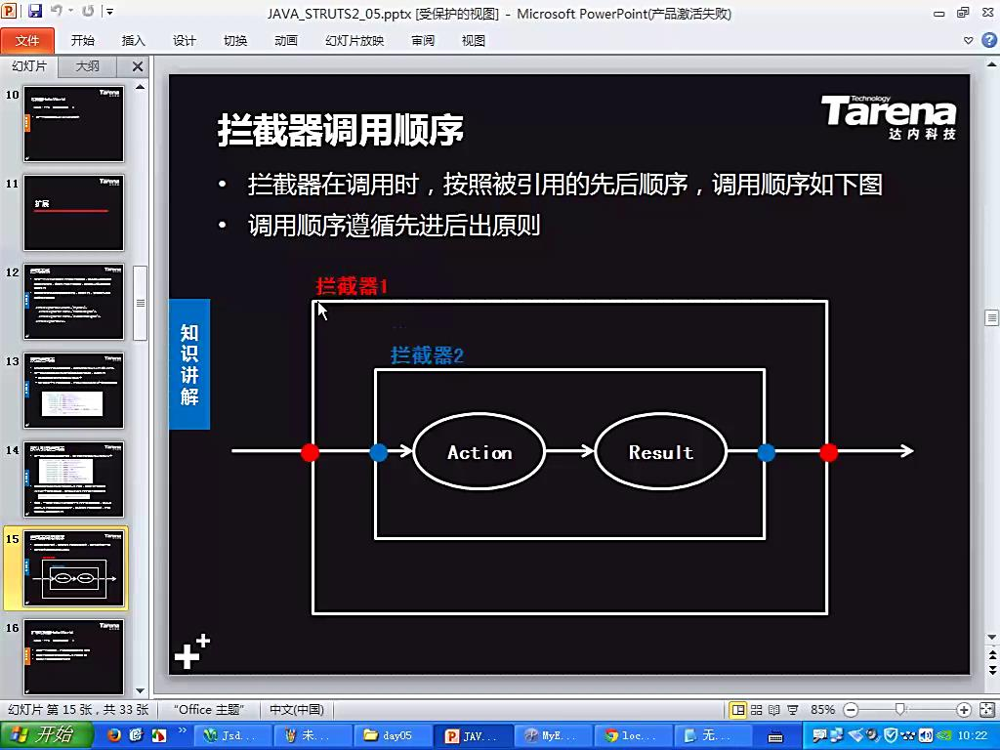 JAVA_STRUTS2_05.pptx [受保护的视图] - Microsoft PowerPoint(产品激活失败)
文件 开始 插入 设计 切换 动画 幻灯片放映 审阅 视图
幻灯片 大纲
10
11
扩展
12
13
14
15
16
Technology
Tarena
达内科技
拦截器调用顺序
• 拦截器在调用时，按照被引用的先后顺序，调用顺序如下图
• 调用顺序遵循先进后出原则
知识讲解
拦截器1
...
拦截器2
Action
Result
幻灯片 第 15 张，共 33 张 "Office 主题" 中文(中国) 85%
开始 Jsd... 未... day05 JAV... MyE... loc... 无... 10:22